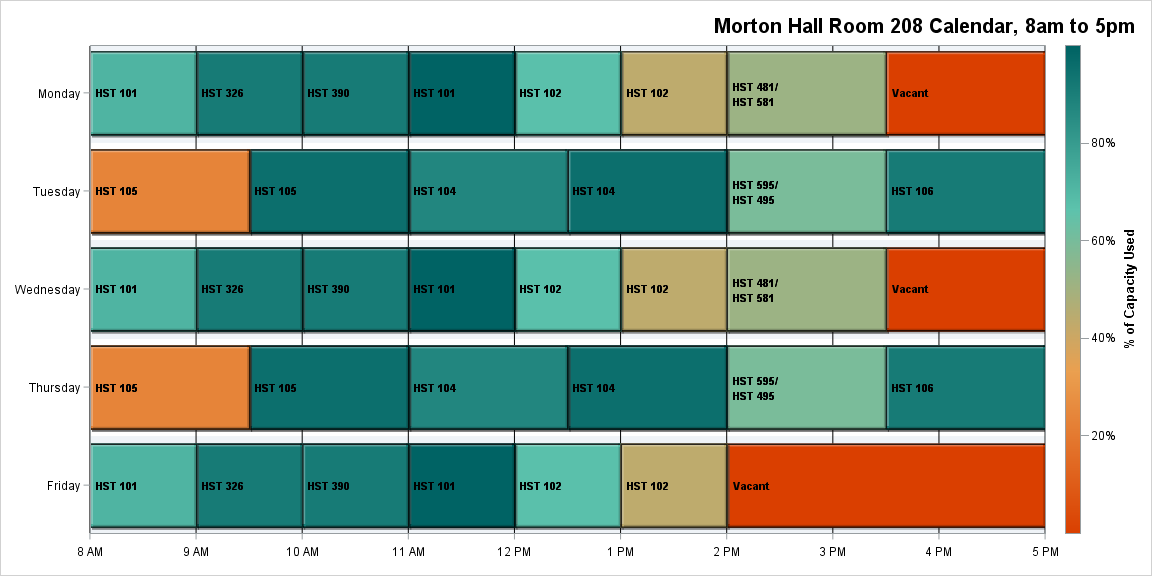 Morton Hall Room 208 Calendar, 8am to 5pm
Monday
HST 101
HST 326
HST 390
HST 101
HST 102
HST 102
HST 481/
HST 581
Vacant
Tuesday
HST 105
HST 105
HST 104
HST 104
HST 595/
HST 495
HST 106
Wednesday
HST 101
HST 326
HST 390
HST 101
HST 102
HST 102
HST 481/
HST 581
Vacant
Thursday
HST 105
HST 105
HST 104
HST 104
HST 595/
HST 495
HST 106
Friday
HST 101
HST 326
HST 390
HST 101
HST 102
HST 102
Vacant
8 AM
9 AM
10 AM
11 AM
12 PM
1 PM
2 PM
3 PM
4 PM
5 PM
80%
60%
40%
20%
% of Capacity Used